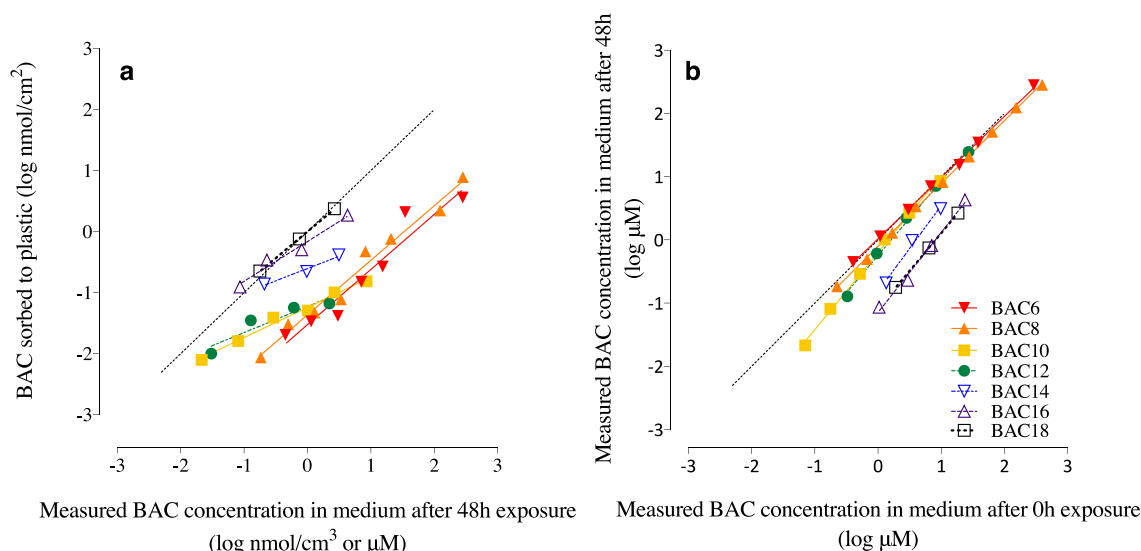 a
BAC sorbed to plastic (log nmol/cm²)
3
2
1
0
-1
-2
-3
-3
-2
-1
0
1
2
3
Measured BAC concentration in medium after 48h exposure
(log nmol/cm³ or µM)
b
Measured BAC concentration in medium after 48h
(log µM)
3
2
1
0
-1
-2
-3
BAC6
BAC8
BAC10
BAC12
BAC14
BAC16
BAC18
-3
-2
-1
0
1
2
3
Measured BAC concentration in medium after 0h exposure
(log µM)